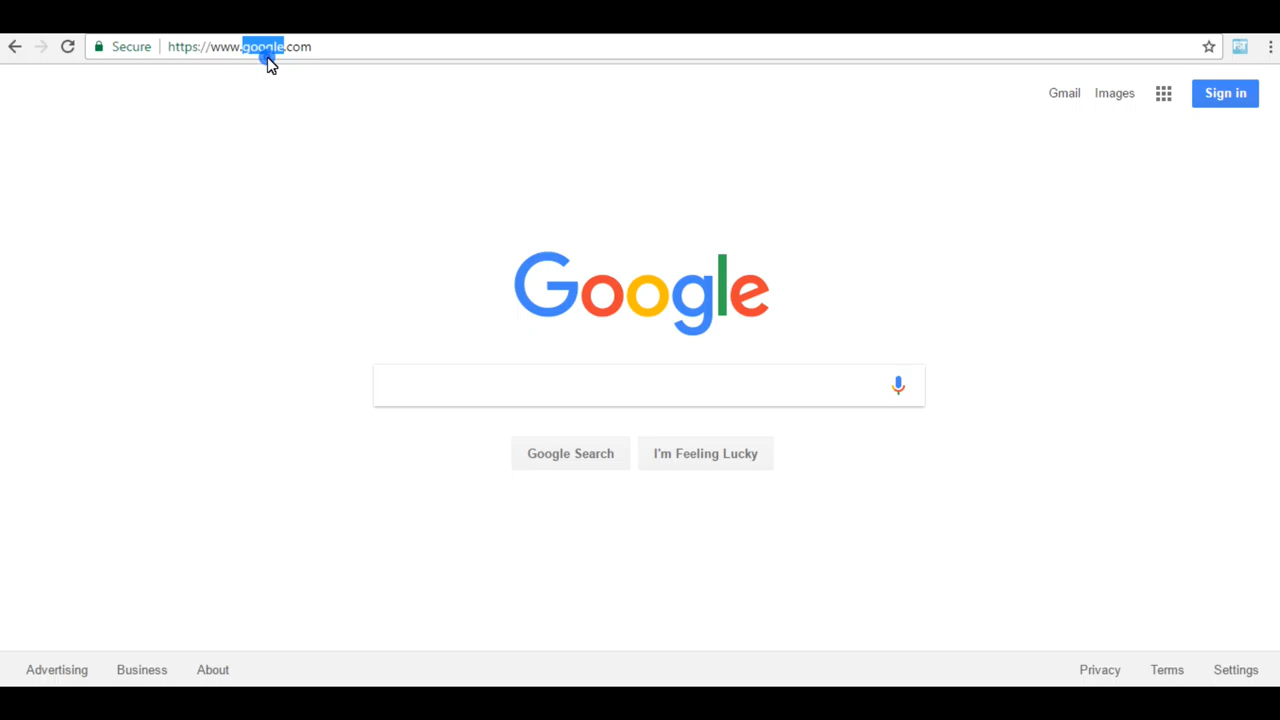 Secure https://www.google.com
Gmail Images Sign in
Google
Google Search I'm Feeling Lucky
Advertising Business About Privacy Terms Settings